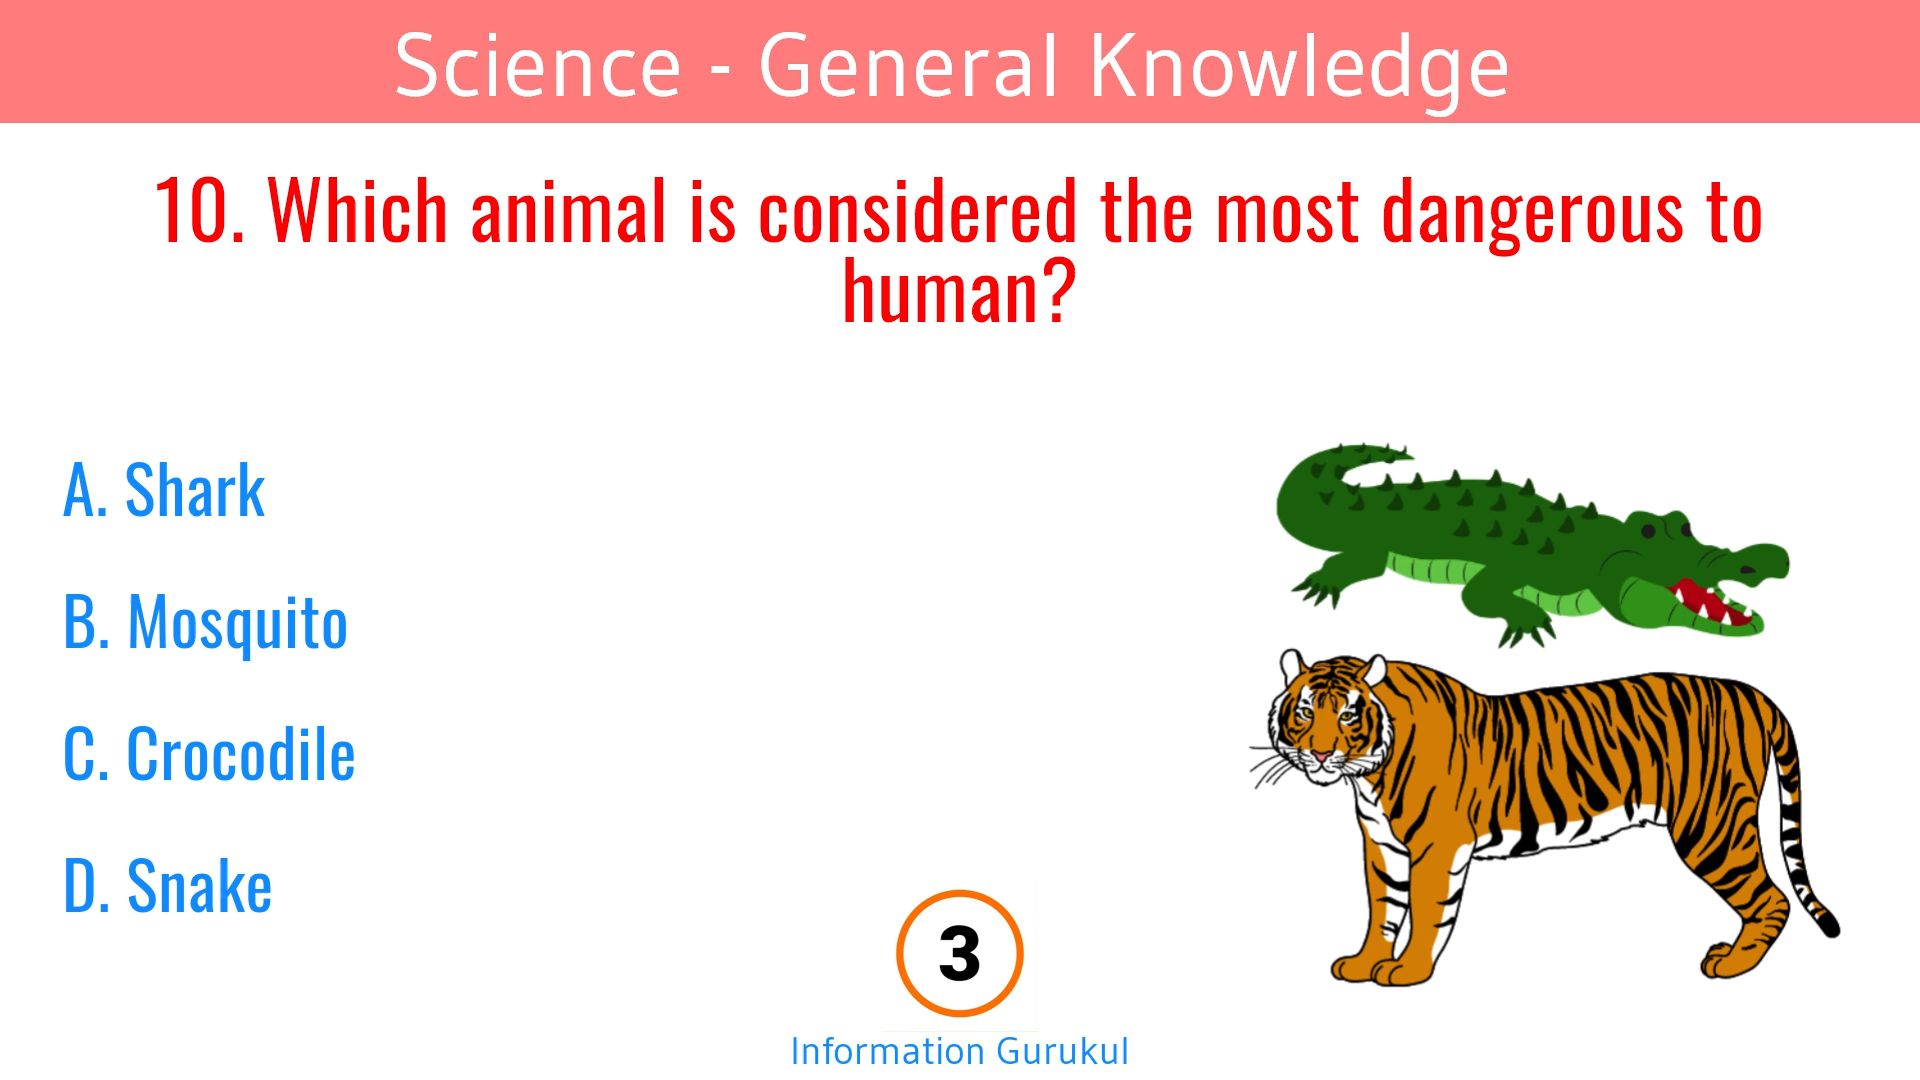 Science - General Knowledge
10. Which animal is considered the most dangerous to
human?
A. Shark
B. Mosquito
C. Crocodile
D. Snake
3
Information Gurukul